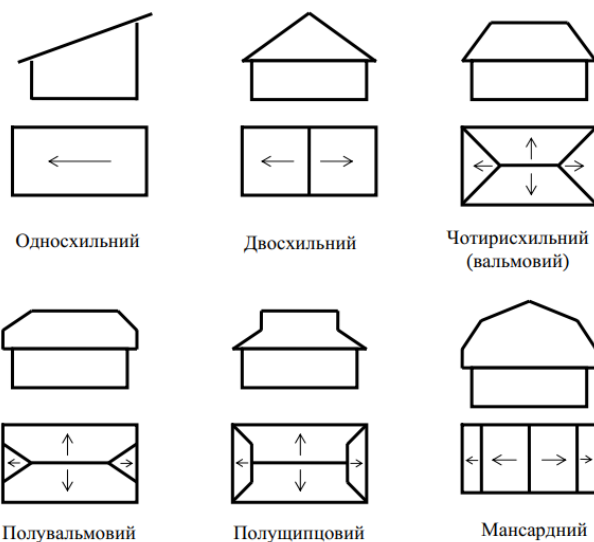 Односхильний
Двосхильний
Чотирисхильний
(вальмовий)
Полувальмовий
Полущипцовий
Мансардний